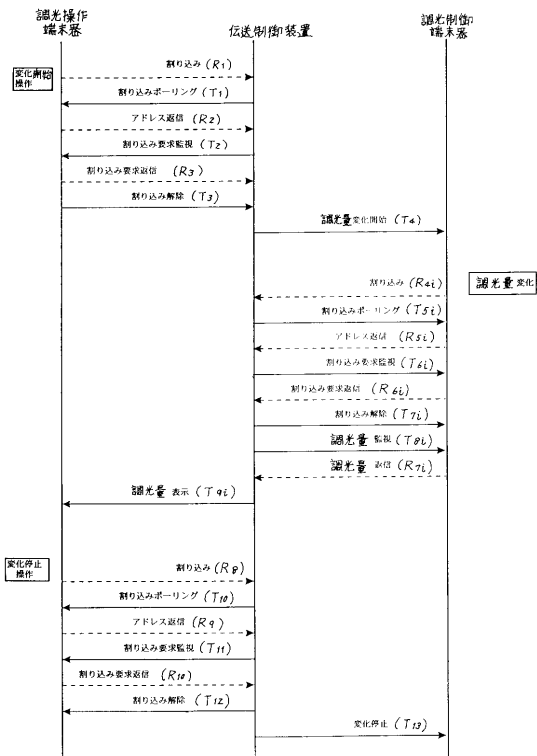 調光操作
端末器
伝送制御装置
調光制御
端末器
割り込み (R1)
変化開始
操作
割り込みポーリング (T1)
アドレス返信 (R2)
割り込み要求監視 (T2)
割り込み要求返信 (R3)
割り込み解除 (T3)
調光量変化開始 (T4)
割り込み (R4i)
調光量変化
割り込みポーリング (T5i)
アドレス返信 (R5i)
割り込み要求監視 (T6i)
割り込み要求返信 (R6i)
割り込み解除 (T7i)
調光量 監視 (T8i)
調光量 返信 (R7i)
調光量 表示 (T9i)
変化停止
操作
割り込み (R8)
割り込みポーリング (T10)
アドレス返信 (R9)
割り込み要求監視 (T11)
割り込み要求返信 (R10)
割り込み解除 (T12)
変化停止 (T13)